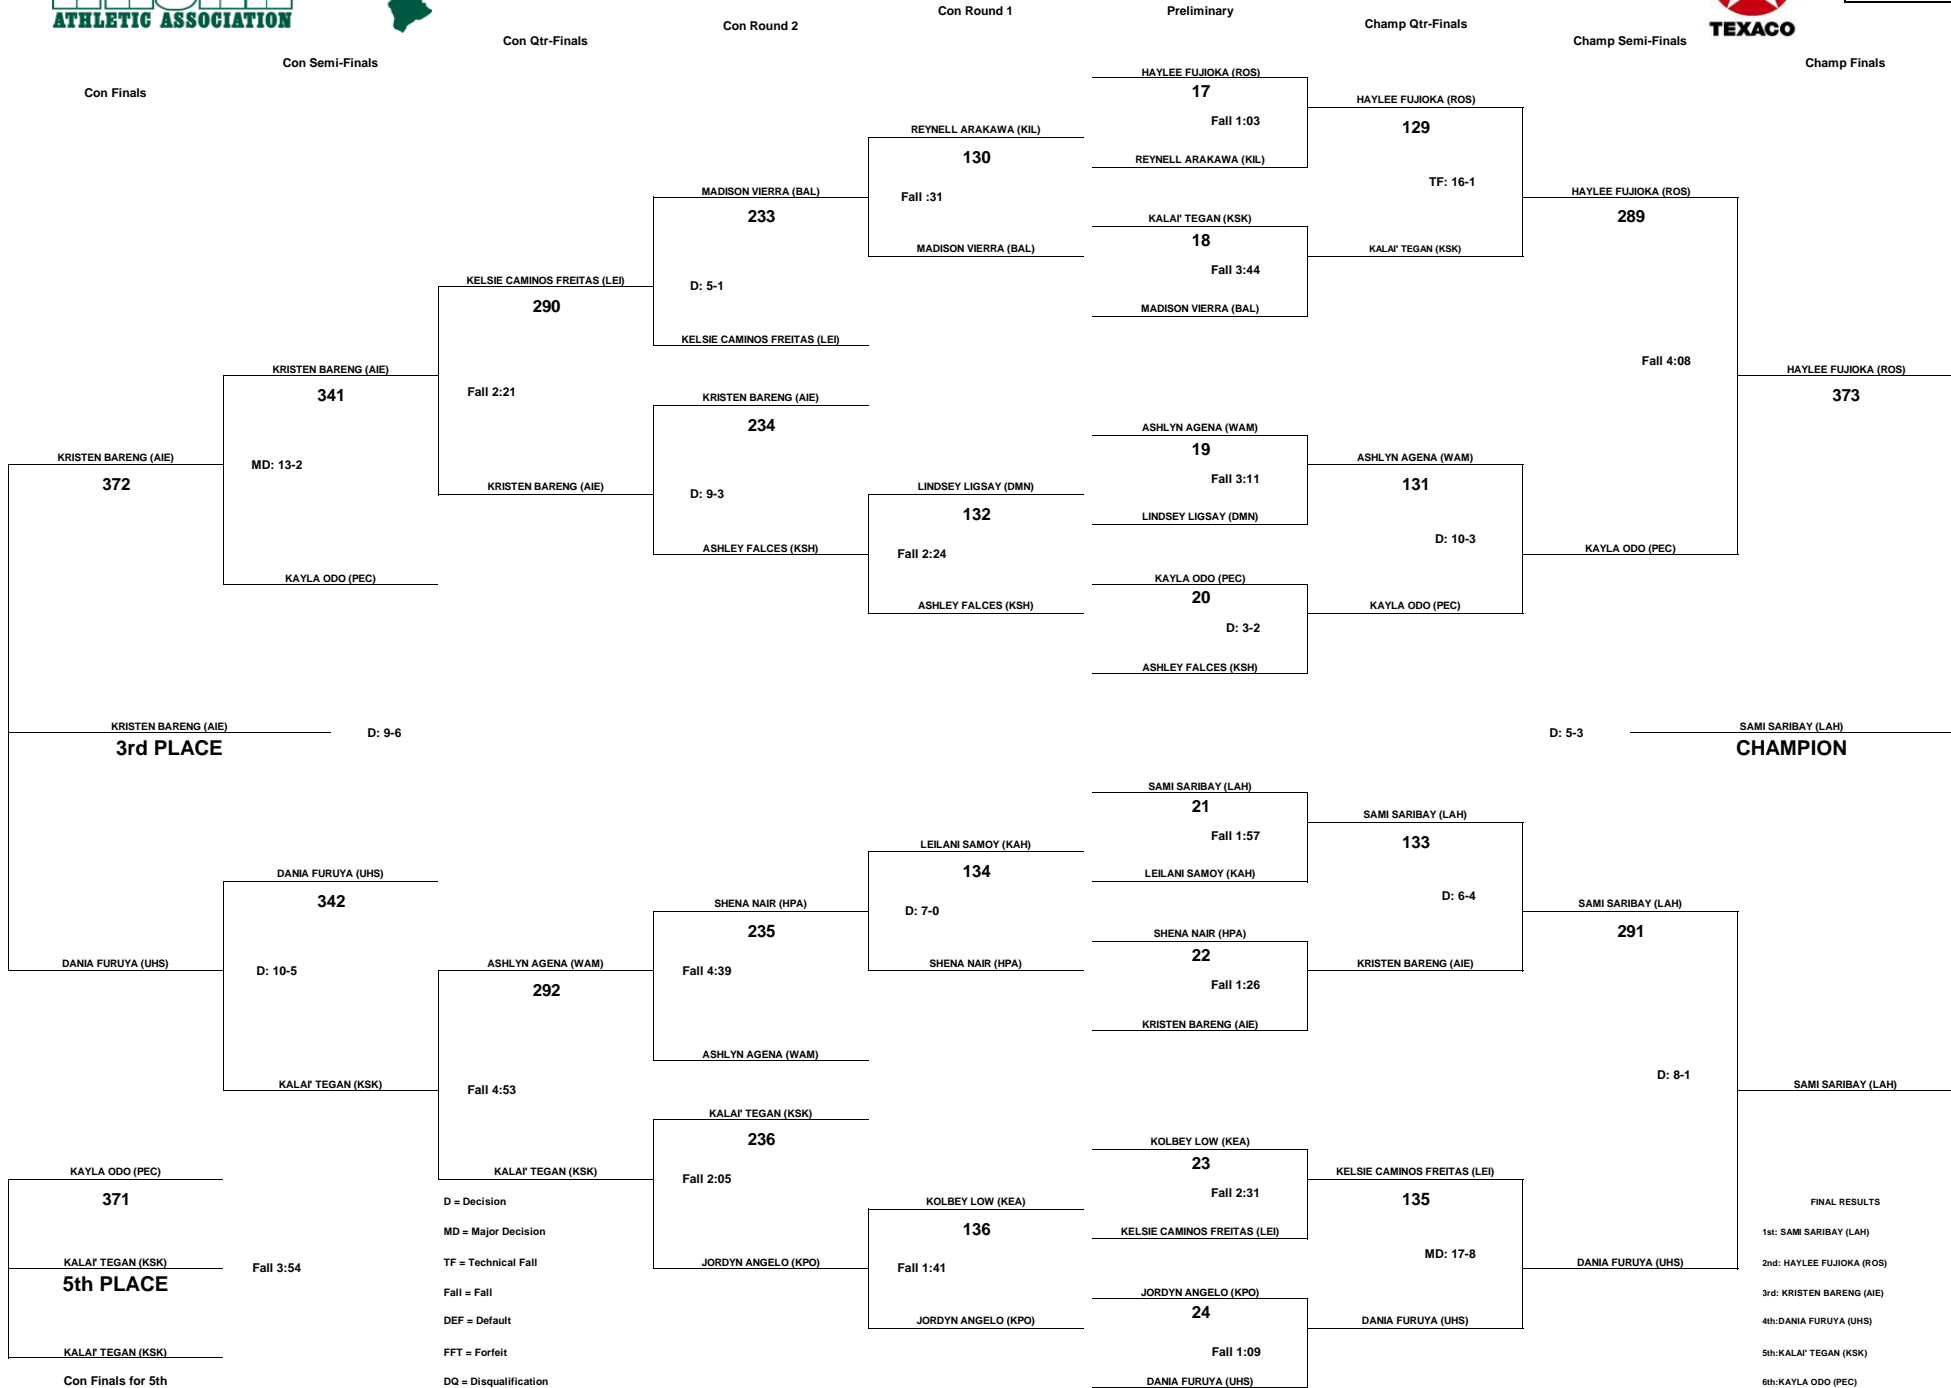 ATHLETIC ASSOCIATION
TEXACO
Con Finals
Con Semi-Finals
Con Qtr-Finals
Con Round 2
Con Round 1
Preliminary
Champ Qtr-Finals
Champ Semi-Finals
Champ Finals
HAYLEE FUJIOKA (ROS)
17
Fall 1:03
REYNELL ARAKAWA (KIL)
KALAI' TEGAN (KSK)
18
Fall 3:44
MADISON VIERRA (BAL)
ASHLYN AGENA (WAM)
19
Fall 3:11
LINDSEY LIGSAY (DMN)
KAYLA ODO (PEC)
20
D: 3-2
ASHLEY FALCES (KSH)
SAMI SARIBAY (LAH)
21
Fall 1:57
LEILANI SAMOY (KAH)
SHENA NAIR (HPA)
22
Fall 1:26
KRISTEN BARENG (AIE)
KOLBEY LOW (KEA)
23
Fall 2:31
KELSIE CAMINOS FREITAS (LEI)
JORDYN ANGELO (KPO)
24
Fall 1:09
DANIA FURUYA (UHS)
HAYLEE FUJIOKA (ROS)
129
TF: 16-1
KALAI' TEGAN (KSK)
ASHLYN AGENA (WAM)
131
D: 10-3
KAYLA ODO (PEC)
SAMI SARIBAY (LAH)
133
D: 6-4
KRISTEN BARENG (AIE)
KELSIE CAMINOS FREITAS (LEI)
135
MD: 17-8
DANIA FURUYA (UHS)
HAYLEE FUJIOKA (ROS)
289
Fall 4:08
KAYLA ODO (PEC)
SAMI SARIBAY (LAH)
291
D: 8-1
DANIA FURUYA (UHS)
HAYLEE FUJIOKA (ROS)
373
D: 5-3
SAMI SARIBAY (LAH)
CHAMPION
SAMI SARIBAY (LAH)
REYNELL ARAKAWA (KIL)
130
Fall :31
MADISON VIERRA (BAL)
LINDSEY LIGSAY (DMN)
132
Fall 2:24
ASHLEY FALCES (KSH)
LEILANI SAMOY (KAH)
134
D: 7-0
SHENA NAIR (HPA)
KOLBEY LOW (KEA)
136
Fall 1:41
JORDYN ANGELO (KPO)
MADISON VIERRA (BAL)
233
D: 5-1
KELSIE CAMINOS FREITAS (LEI)
KRISTEN BARENG (AIE)
234
D: 9-3
ASHLEY FALCES (KSH)
SHENA NAIR (HPA)
235
Fall 4:39
ASHLYN AGENA (WAM)
KALAI' TEGAN (KSK)
236
Fall 2:05
JORDYN ANGELO (KPO)
KELSIE CAMINOS FREITAS (LEI)
290
Fall 2:21
KRISTEN BARENG (AIE)
ASHLYN AGENA (WAM)
292
Fall 4:53
KALAI' TEGAN (KSK)
KRISTEN BARENG (AIE)
341
MD: 13-2
KAYLA ODO (PEC)
DANIA FURUYA (UHS)
342
D: 10-5
KALAI' TEGAN (KSK)
KRISTEN BARENG (AIE)
372
KRISTEN BARENG (AIE)
3rd PLACE
D: 9-6
DANIA FURUYA (UHS)
KAYLA ODO (PEC)
371
KALAI' TEGAN (KSK)
5th PLACE
Fall 3:54
KALAI' TEGAN (KSK)
Con Finals for 5th
D = Decision
MD = Major Decision
TF = Technical Fall
Fall = Fall
DEF = Default
FFT = Forfeit
DQ = Disqualification
FINAL RESULTS
1st: SAMI SARIBAY (LAH)
2nd: HAYLEE FUJIOKA (ROS)
3rd: KRISTEN BARENG (AIE)
4th:DANIA FURUYA (UHS)
5th:KALAI' TEGAN (KSK)
6th:KAYLA ODO (PEC)